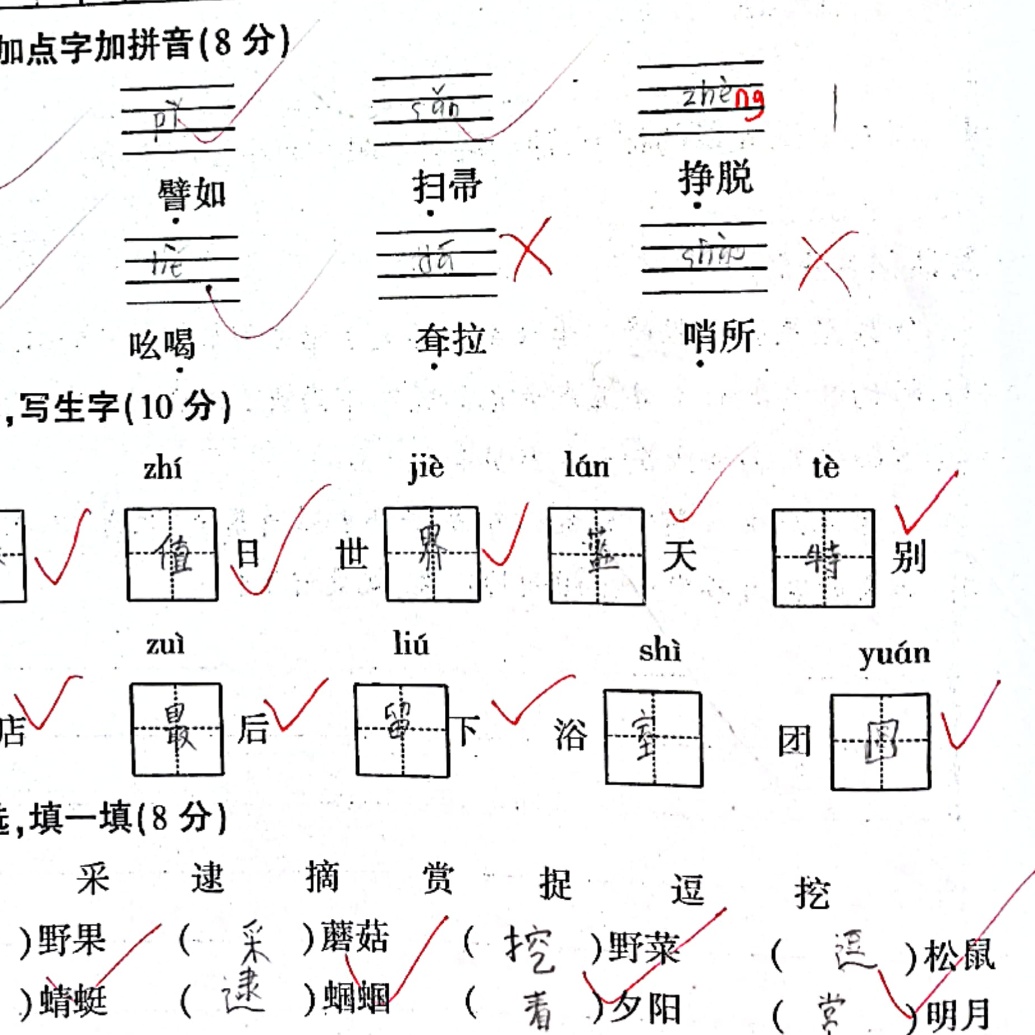 加点字加拼音(8分)
pì sǎn zhèng
譬如 扫帚 挣脱
hè dā shào
吆喝 耷拉 哨所
,写生字(10分)
zhí jiè lán tè
值日 世界 蓝天 特别
zuì liú shì yuán
店 最后 留下 浴室 团圆
,填一填(8分)
采 逮 摘 赏 捉 逗 挖
)野果 (采)蘑菇 (挖)野菜 (逗)松鼠
)蜻蜓 (逮)蝈蝈 (看)夕阳 (赏)明月